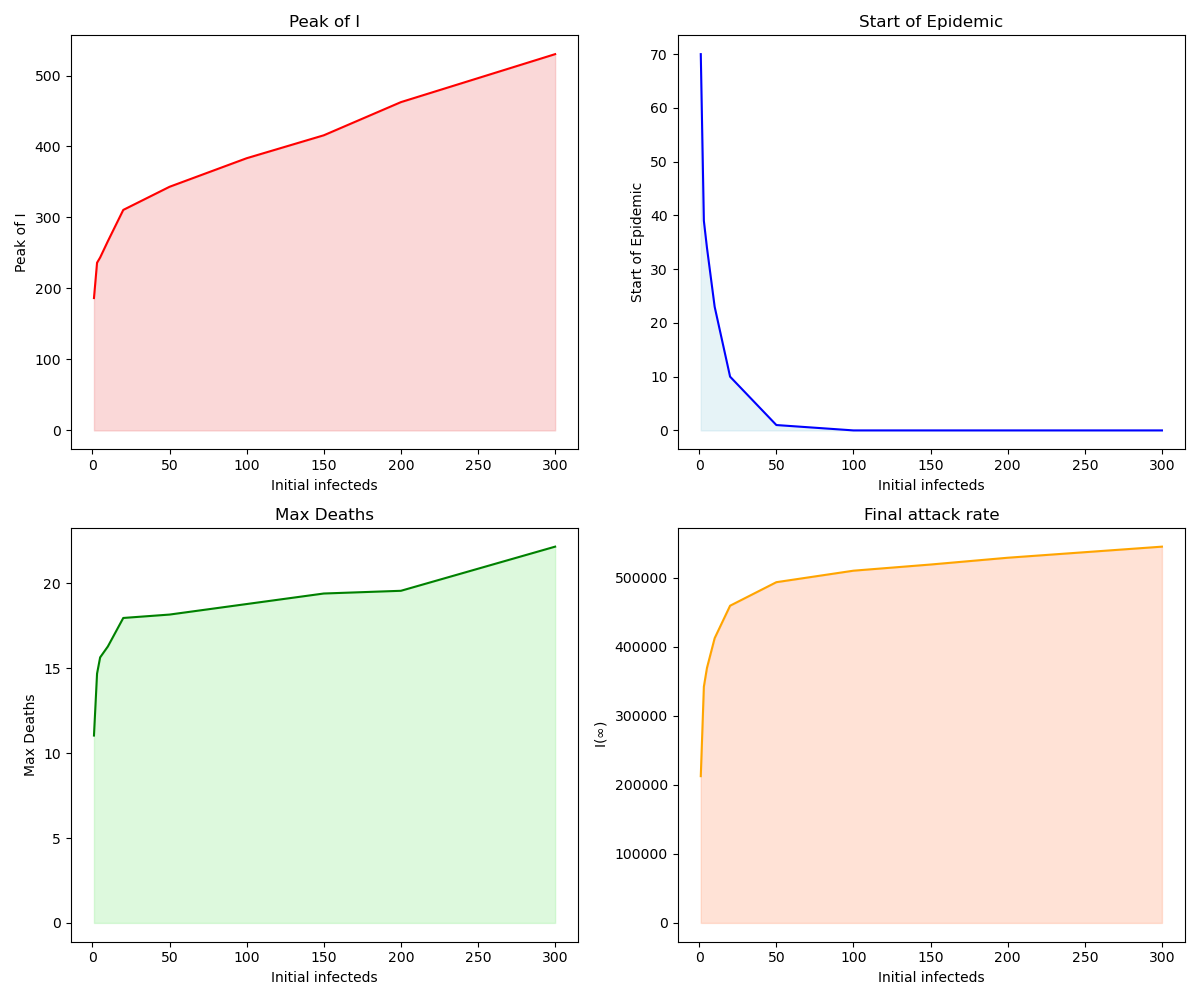 Peak of I
Peak of I
500
400
300
200
100
0
0 50 100 150 200 250 300
Initial infecteds
Start of Epidemic
Start of Epidemic
70
60
50
40
30
20
10
0
0 50 100 150 200 250 300
Initial infecteds
Max Deaths
Max Deaths
20
15
10
5
0
0 50 100 150 200 250 300
Initial infecteds
Final attack rate
I(∞)
500000
400000
300000
200000
100000
0
0 50 100 150 200 250 300
Initial infecteds